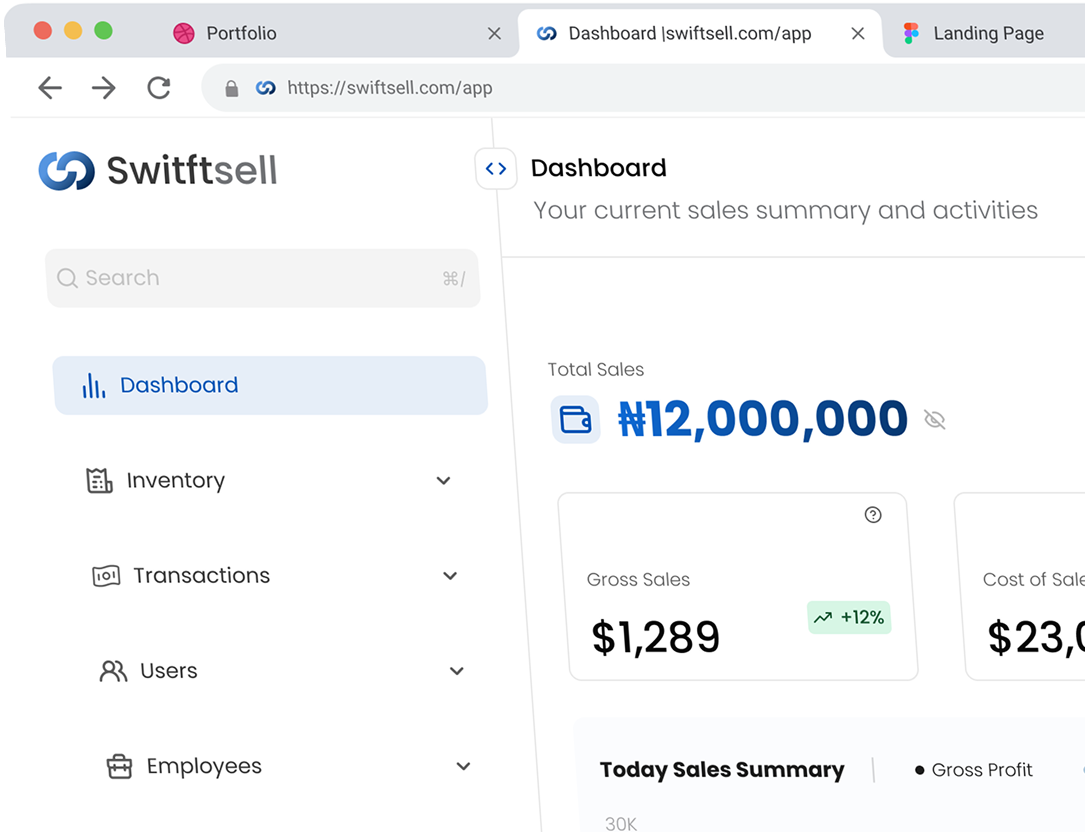 Portfolio
Dashboard |swiftsell.com/app
Landing Page
https://swiftsell.com/app
Switftsell
Dashboard
Your current sales summary and activities
Search ⌘/
Dashboard
Inventory
Transactions
Users
Employees
Total Sales
₦12,000,000
Gross Sales
$1,289
+12%
Cost of Sale
$23,0
Today Sales Summary
Gross Profit
30K